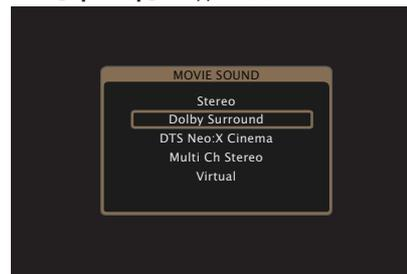 MOVIE SOUND
Stereo
Dolby Surround
DTS Neo:X Cinema
Multi Ch Stereo
Virtual